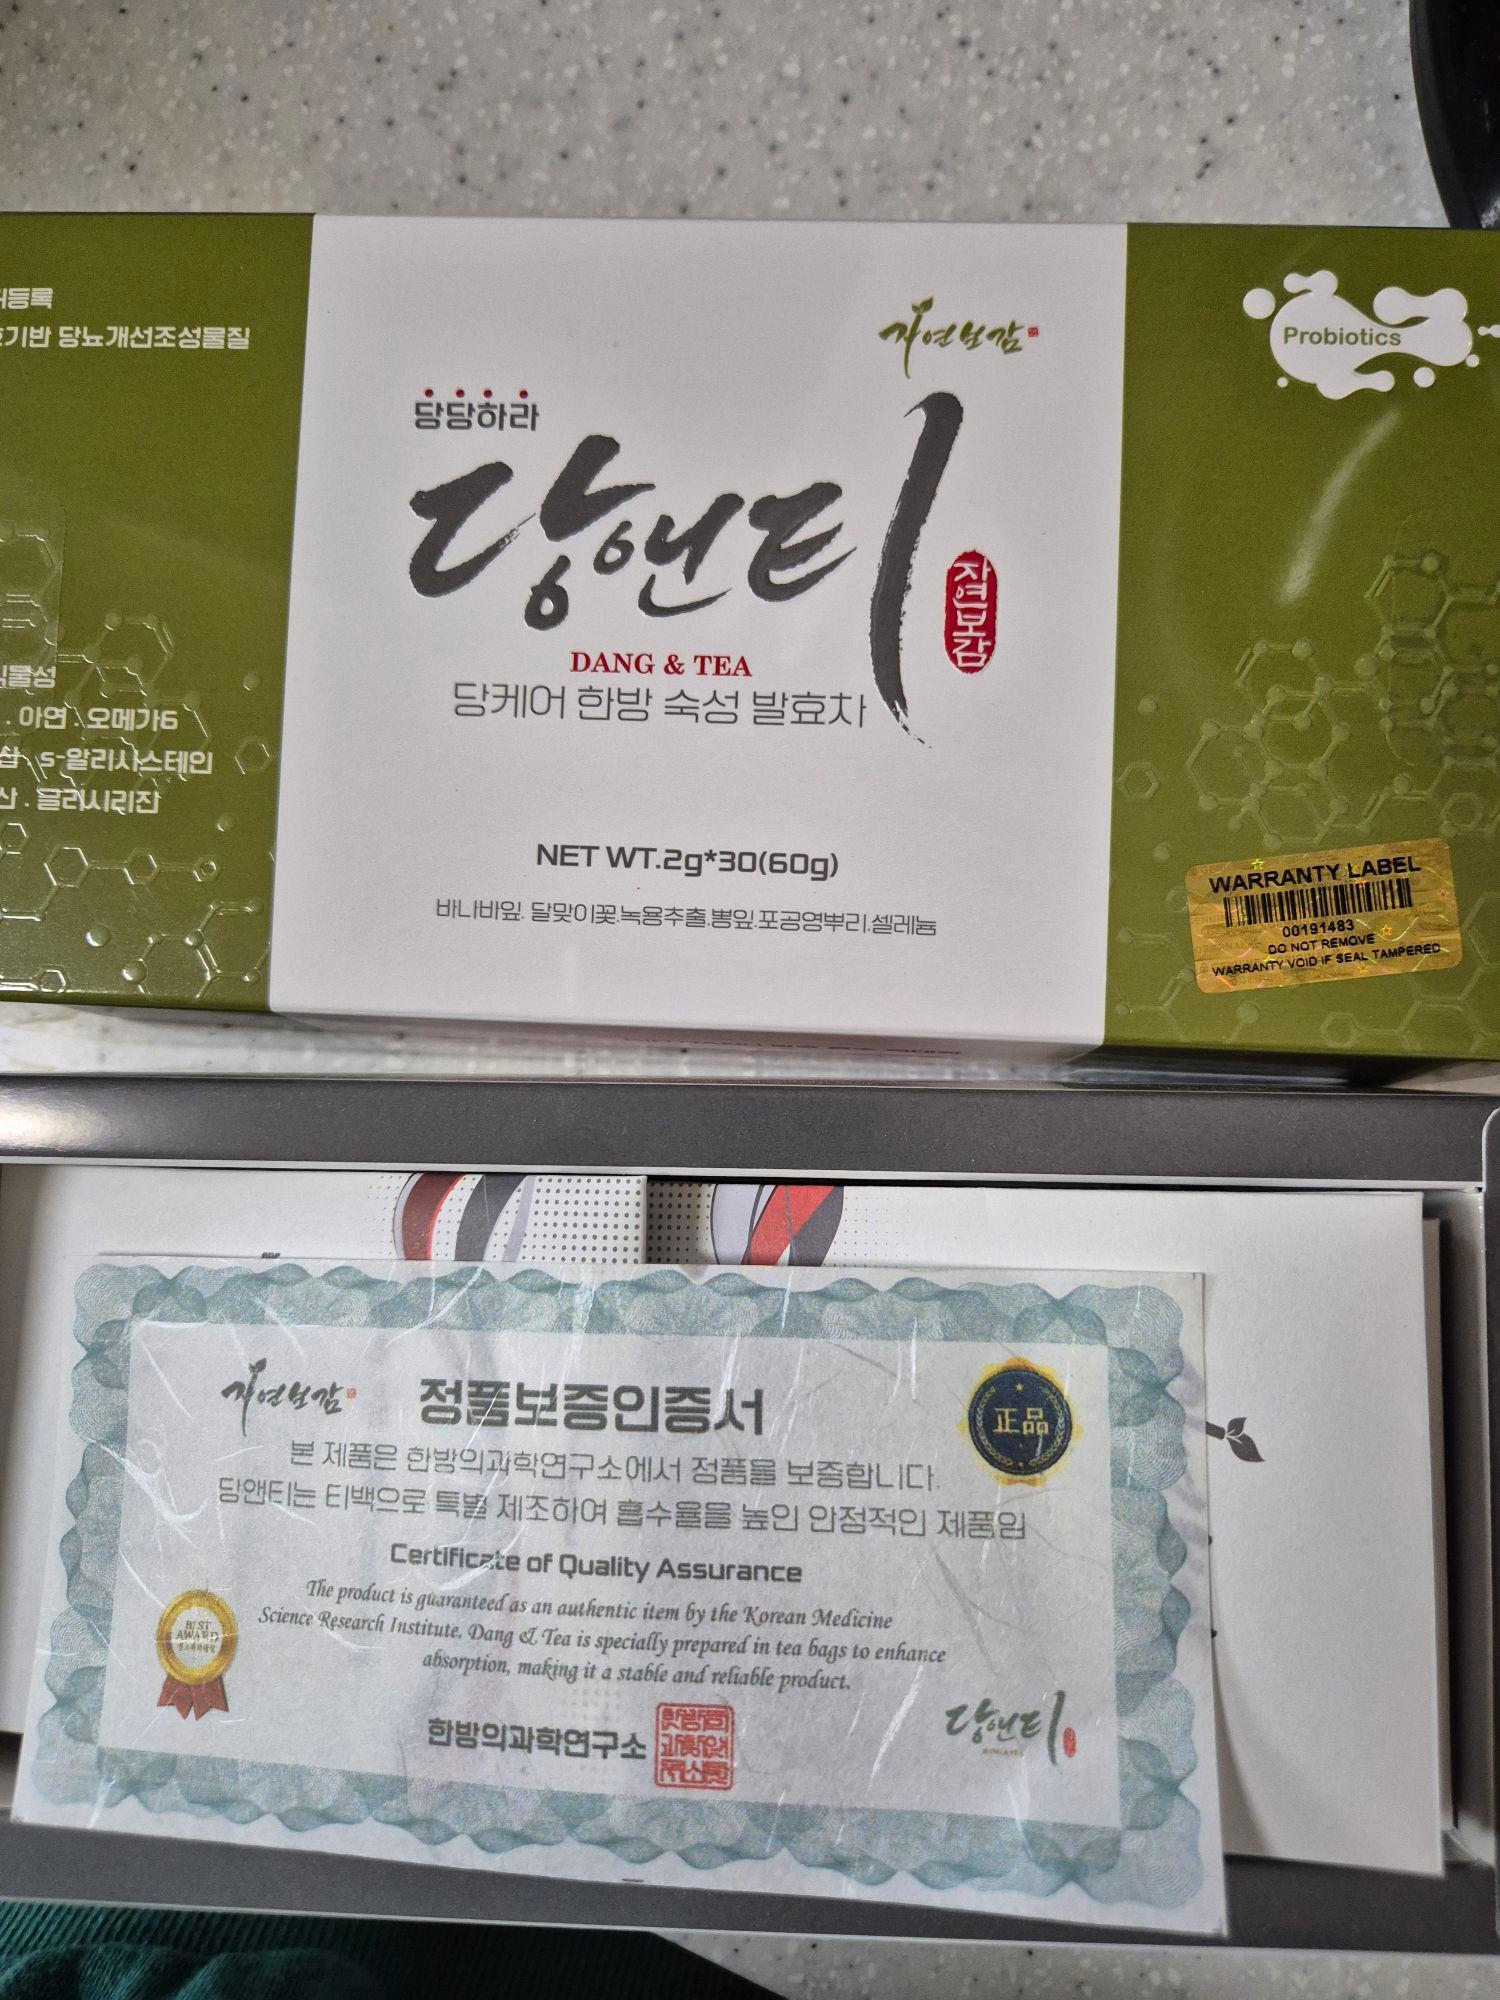 등록
기반 당뇨개선조성물질
물성
. 아연 . 오메가6
삽 . s-알리시스테인
산 . 글리시리진
자연보감
당당하라
당앤티
자연보감
DANG & TEA
당케어 한방 숙성 발효차
NET WT.2g*30(60g)
바나바잎. 달맞이꽃.녹용추출.뽕잎.포공영뿌리.셀레늄
Probiotics
WARRANTY LABEL
00191483
DO NOT REMOVE
WARRANTY VOID IF SEAL TAMPERED
자연보감
정품보증인증서
正品
본 제품은 한방의과학연구소에서 정품을 보증합니다.
당앤티는 티백으로 특별 제조하여 흡수율을 높인 안정적인 제품임
Certificate of Quality Assurance
The product is guaranteed as an authentic item by the Korean Medicine
Science Research Institute. Dang & Tea is specially prepared in tea bags to enhance
absorption, making it a stable and reliable product.
BEST
AWARD
한방의과학연구소
당앤티
DANG & TEA